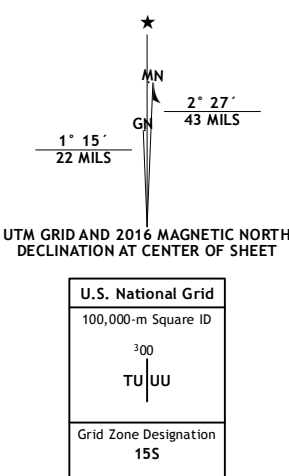 ★
MN
GN
2° 27´
43 MILS
1° 15´
22 MILS
UTM GRID AND 2016 MAGNETIC NORTH
DECLINATION AT CENTER OF SHEET
U.S. National Grid
100,000-m Square ID
³00
TU UU
Grid Zone Designation
15S